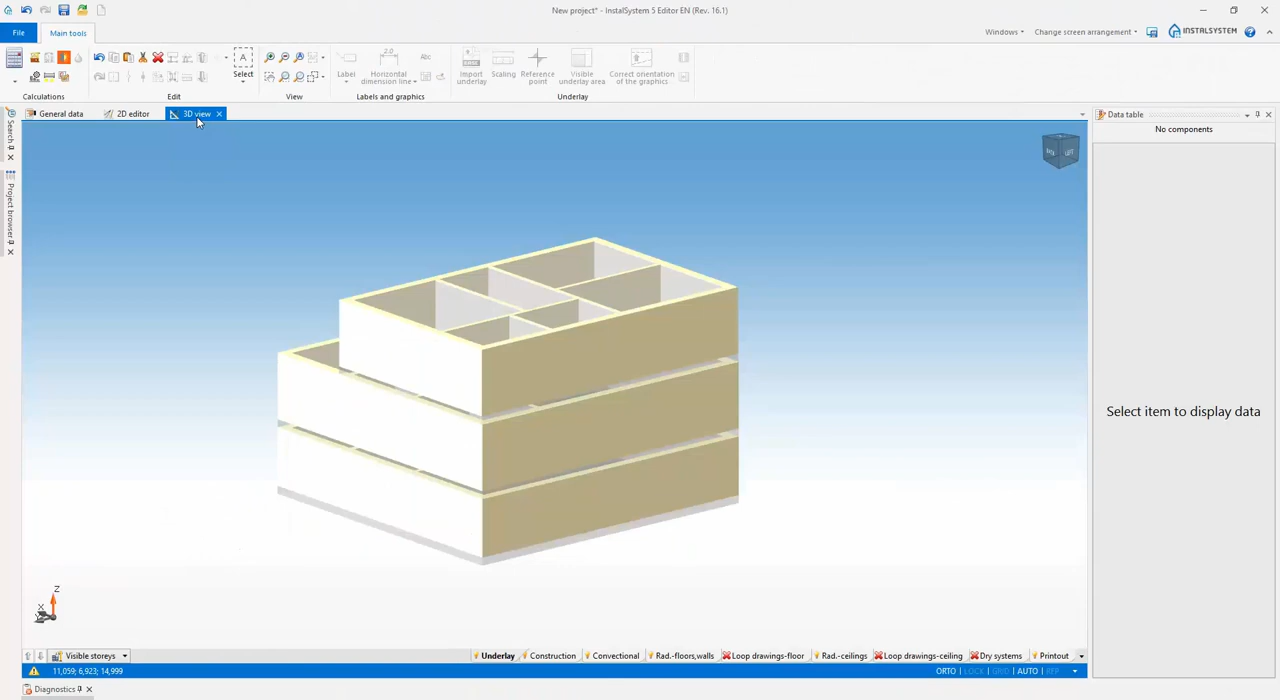 New project* - InstalSystem 5 Editor EN (Rev. 16.1)
File
Main tools
Windows
Change screen arrangement
INSTALSYSTEM
A
Select
2.0
Abc
Label
Horizontal dimension line
Import underlay
Scaling
Reference point
Visible underlay area
Correct orientation of the graphics
Calculations
Edit
View
Labels and graphics
Underlay
General data
2D editor
3D view
Data table
No components
Search
Project browser
LEFT
Select item to display data
Z
X
Visible storeys
Underlay
Construction
Convectional
Rad.-floors,walls
Loop drawings-floor
Rad.-ceilings
Loop drawings-ceiling
Dry systems
Printout
11,059; 6,923; 14,999
ORTO
LOCK
GRID
AUTO
Diagnostics